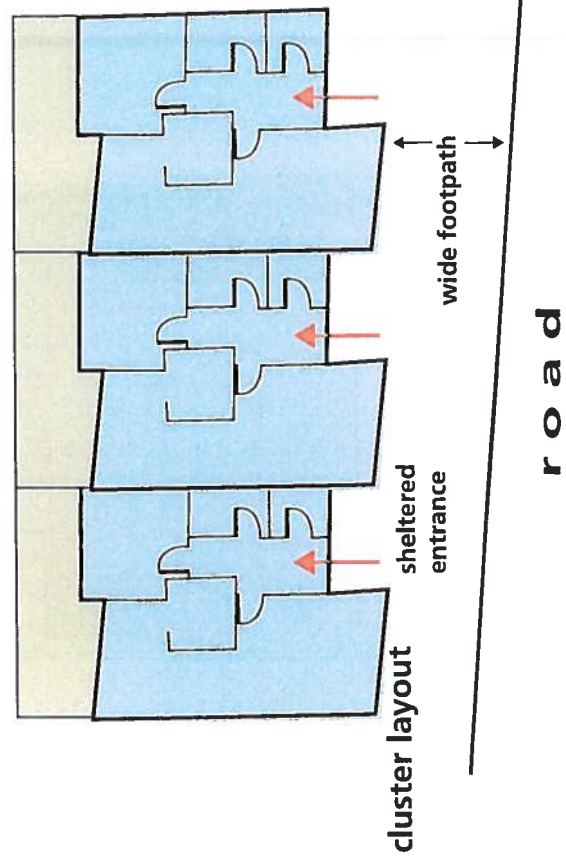 wide footpath
sheltered
entrance
cluster layout
road